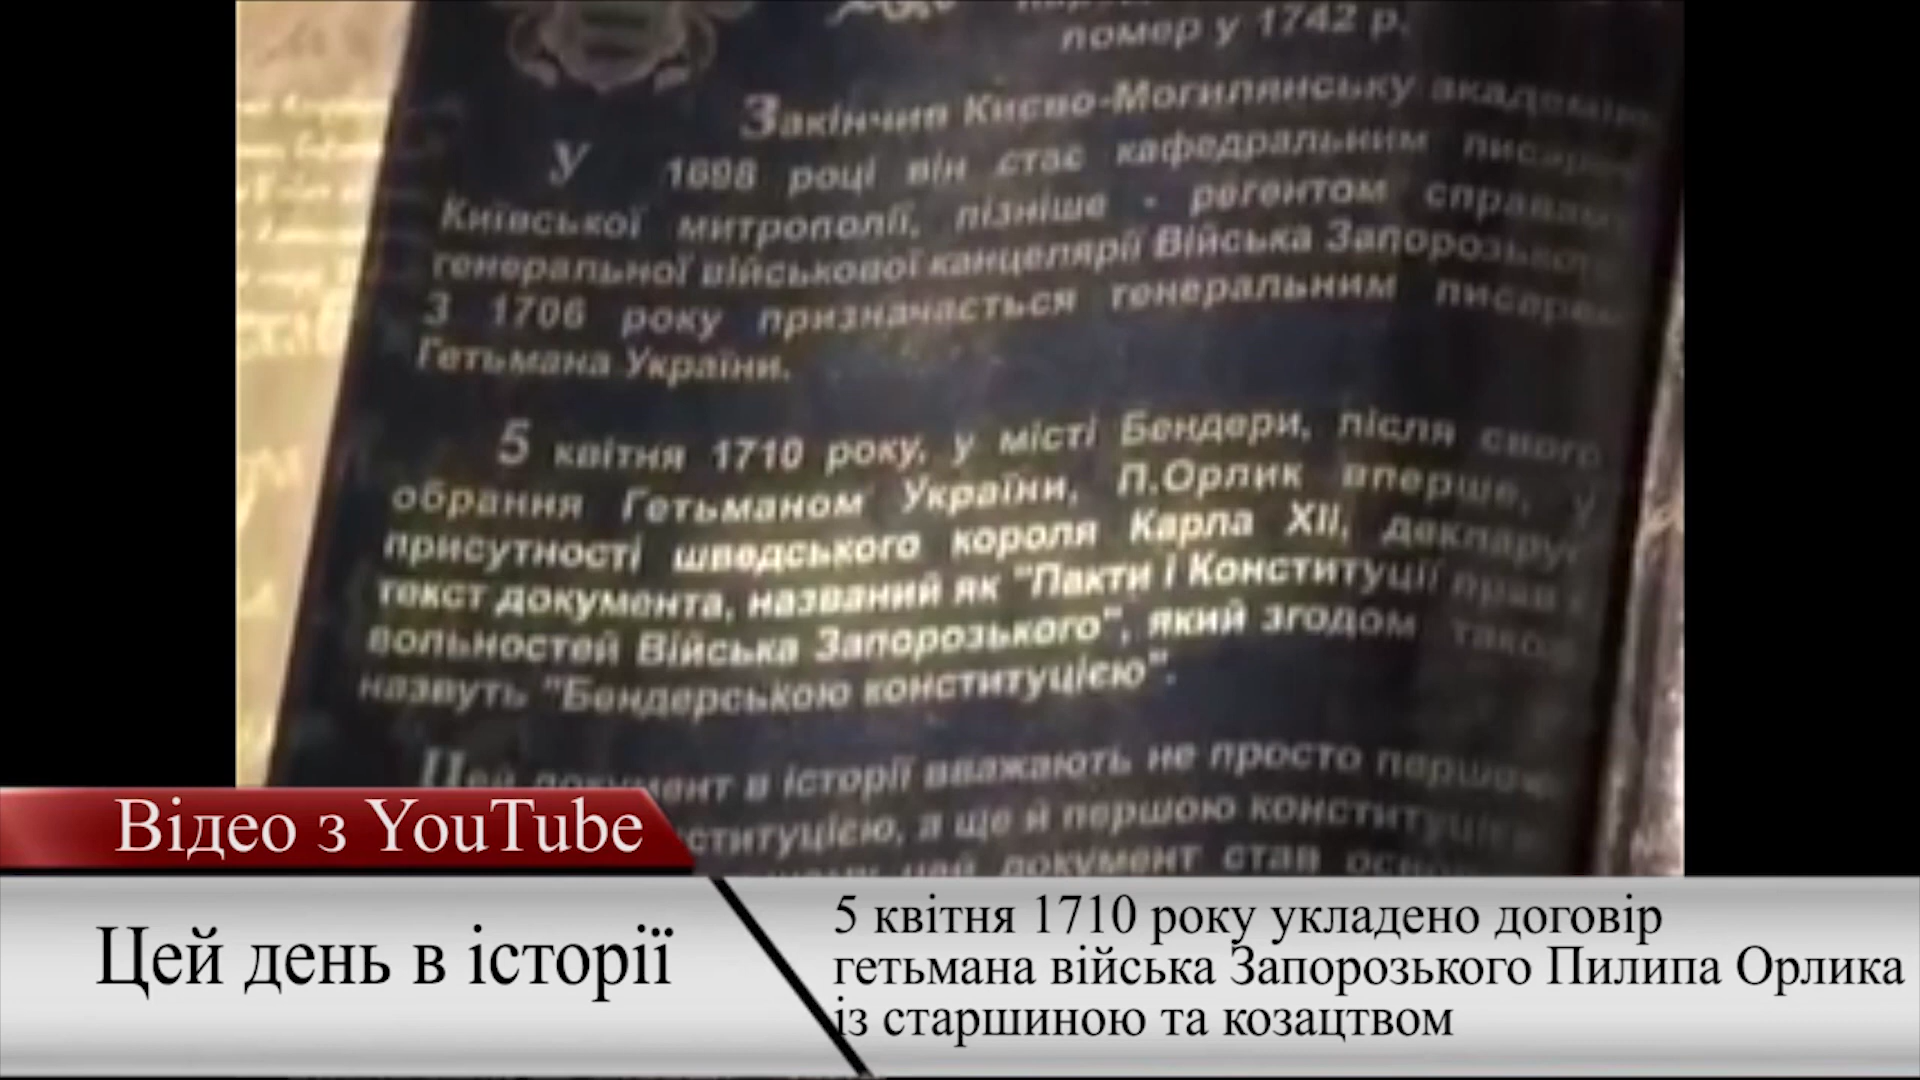 помер у 1742 р.
Закінчив Києво-Могилянську академію
У 1698 році він стає кафедральним писарем
Київської митрополії, пізніше - регентом справами
генеральної військової канцелярії Війська Запорозького
З 1706 року призначається генеральним писарем
Гетьмана України.
5 квітня 1710 року, у місті Бендери, після свого
обрання Гетьманом України, П.Орлик вперше, у
присутності шведського короля Карла XII, декларує
текст документа, названий як "Пакти і Конституції прав і
вольностей Війська Запорозького", який згодом також
назвуть "Бендерською конституцією".
Цей документ в історії вважають не просто першою
ституцією, а ще й першою конституцією
цей документ став
Відео з YouTube
Цей день в історії
5 квітня 1710 року укладено договір
гетьмана війська Запорозького Пилипа Орлика
із старшиною та козацтвом